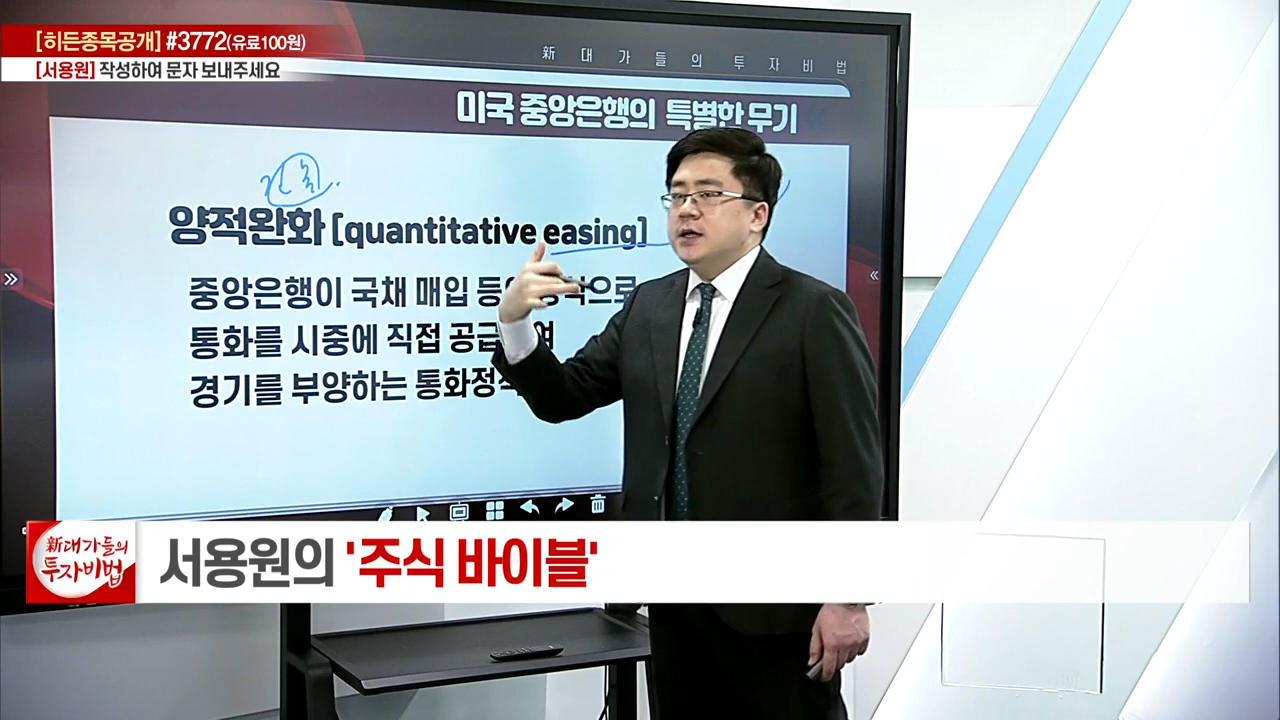 [히든종목공개] #3772(유료100원)
[서용원] 작성하여 문자 보내주세요
新 대 가 들 의 투 자 비 법
미국 중앙은행의 특별한 무기
양적완화 [quantitative easing]
중앙은행이 국채 매입 등의 방식으로
통화를 시중에 직접 공급
경기를 부양하는 통화정책
新대가들의
투자비법
서용원의 '주식 바이블'